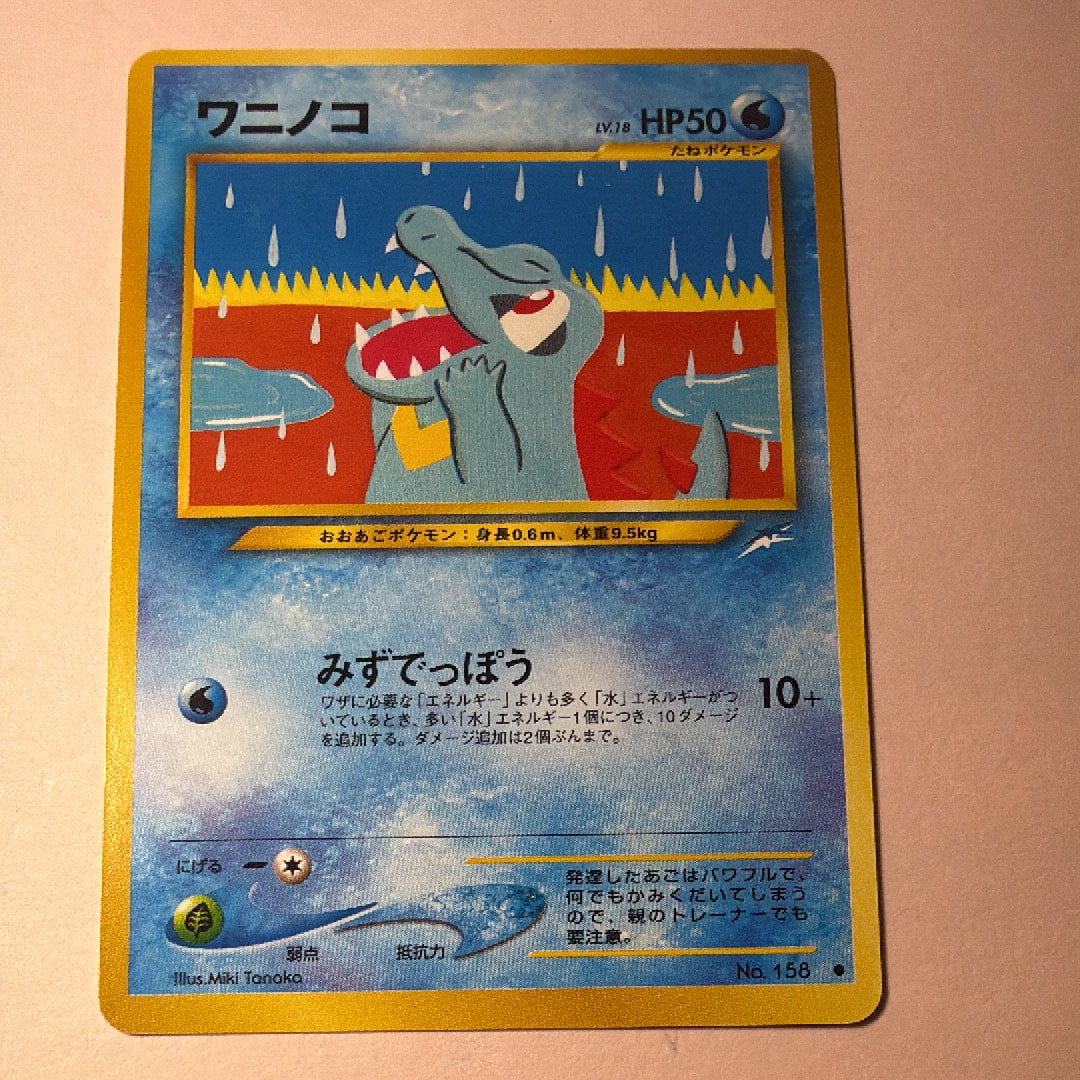 ワニノコ
LV.18 HP50
たねポケモン
おおあごポケモン：身長0.6m、体重9.5kg
みずでっぽう
ワザに必要な「エネルギー」よりも多く「水」エネルギーがつ
いているとき、多い「水」エネルギー1個につき、10ダメージ
を追加する。ダメージ追加は2個ぶんまで。
10+
にげる
発達したあごはパワフルで、
何でもかみくだいてしまう
ので、親のトレーナーでも
要注意。
弱点
抵抗力
Illus.Miki Tanaka
No. 158